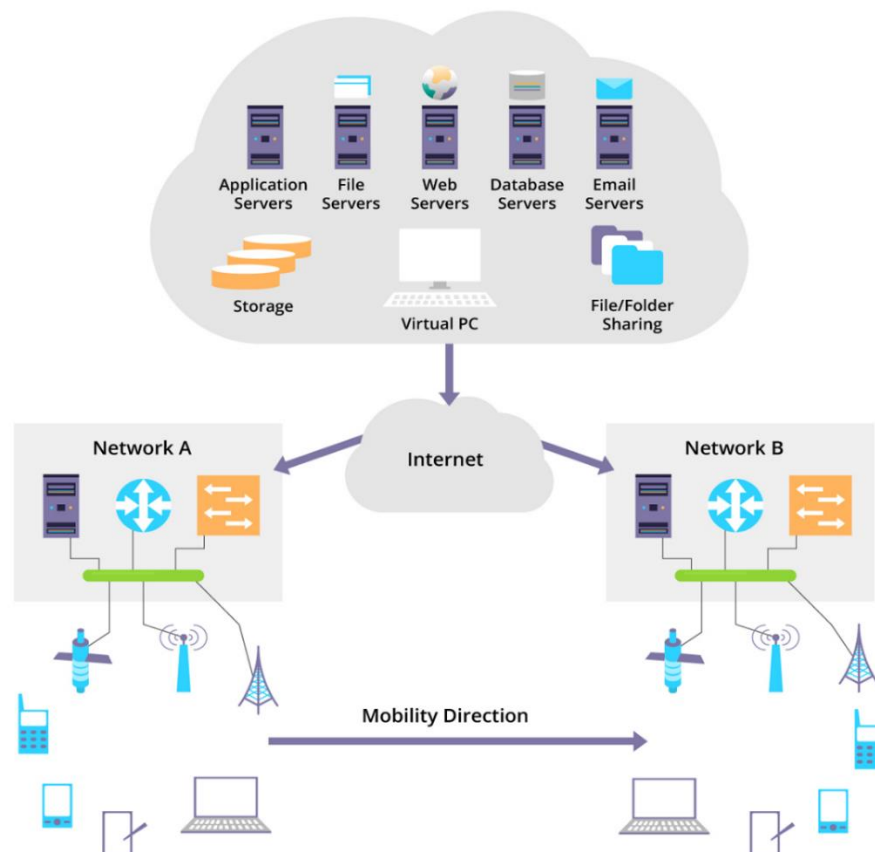 Application
Servers
File
Servers
Web
Servers
Database
Servers
Email
Servers
Storage
Virtual PC
File/Folder
Sharing
Network A
Internet
Network B
Mobility Direction